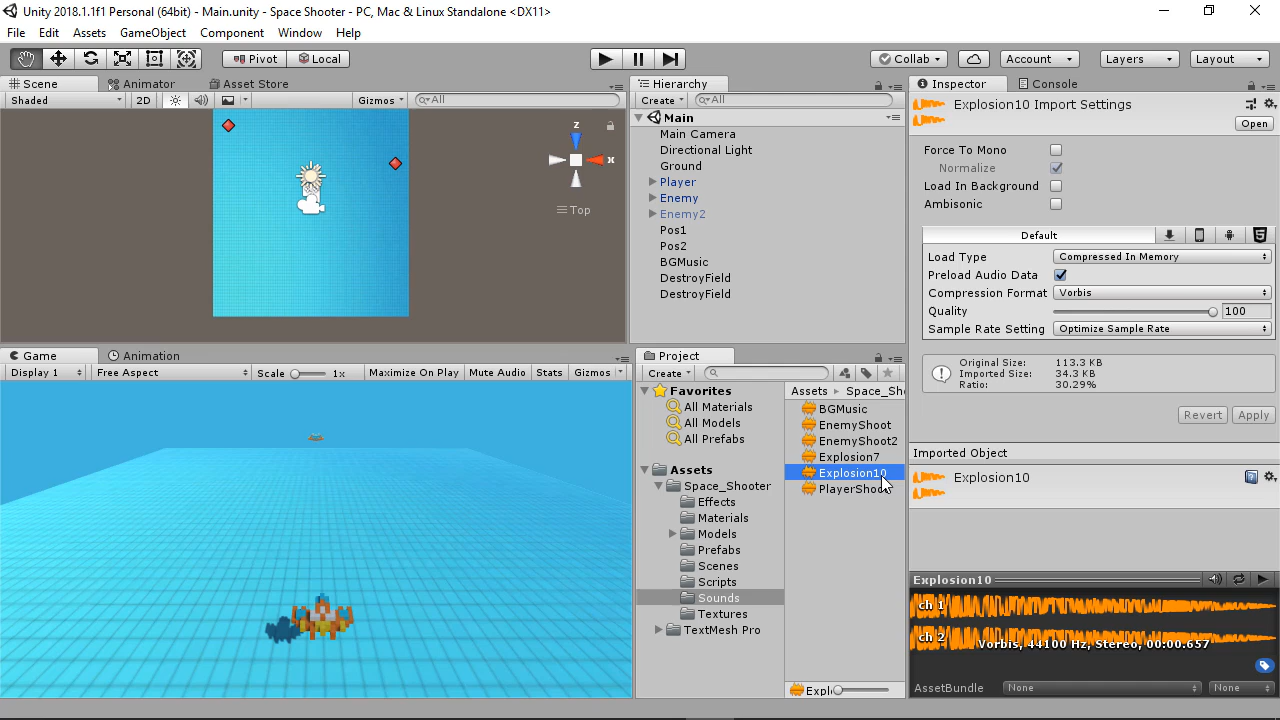 Unity 2018.1.1f1 Personal (64bit) - Main.unity - Space Shooter - PC, Mac & Linux Standalone <DX11>
File Edit Assets GameObject Component Window Help
Pivot Local Collab Account Layers Layout
Scene Animator Asset Store
Shaded 2D Gizmos All
z
x
Top
Hierarchy
Create All
Main
Main Camera
Directional Light
Ground
Player
Enemy
Enemy2
Pos1
Pos2
BGMusic
DestroyField
DestroyField
Game Animation
Display 1 Free Aspect Scale 1x Maximize On Play Mute Audio Stats Gizmos
Project
Create
Favorites
All Materials
All Models
All Prefabs
Assets
Space_Shooter
Effects
Materials
Models
Prefabs
Scenes
Scripts
Sounds
Textures
TextMesh Pro
Assets Space_Sho
BGMusic
EnemyShoot
EnemyShoot2
Explosion7
Explosion10
PlayerShoot
Expl
Inspector Console
Explosion10 Import Settings
Open
Force To Mono
Normalize
Load In Background
Ambisonic
Default
Load Type Compressed In Memory
Preload Audio Data
Compression Format Vorbis
Quality 100
Sample Rate Setting Optimize Sample Rate
Original Size: 113.3 KB
Imported Size: 34.3 KB
Ratio: 30.29%
Revert Apply
Imported Object
Explosion10
Explosion10
ch 1
ch 2
Vorbis, 44100 Hz, Stereo, 00:00.657
AssetBundle None None